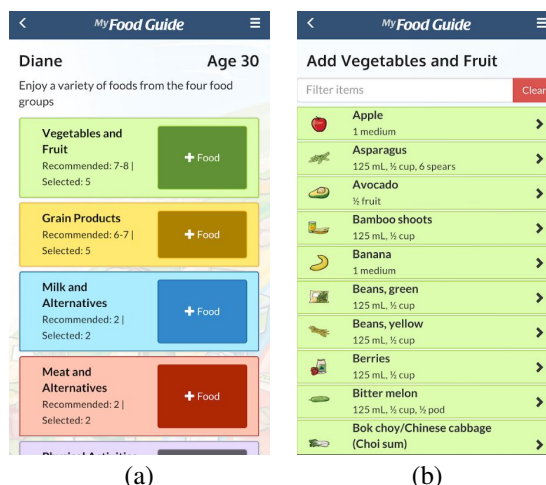 My Food Guide
Diane
Age 30
Enjoy a variety of foods from the four food
groups
Vegetables and
Fruit
Recommended: 7-8 |
Selected: 5
+ Food
Grain Products
Recommended: 6-7 |
Selected: 5
+ Food
Milk and
Alternatives
Recommended: 2 |
Selected: 2
+ Food
Meat and
Alternatives
Recommended: 2 |
Selected: 2
+ Food
(a)
My Food Guide
Add Vegetables and Fruit
Filter items
Clear
Apple
1 medium
Asparagus
125 mL, ½ cup, 6 spears
Avocado
½ fruit
Bamboo shoots
125 mL, ½ cup
Banana
1 medium
Beans, green
125 mL, ½ cup
Beans, yellow
125 mL, ½ cup
Berries
125 mL, ½ cup
Bitter melon
125 mL, ½ cup, ½ pod
Bok choy/Chinese cabbage
(Choi sum)
(b)